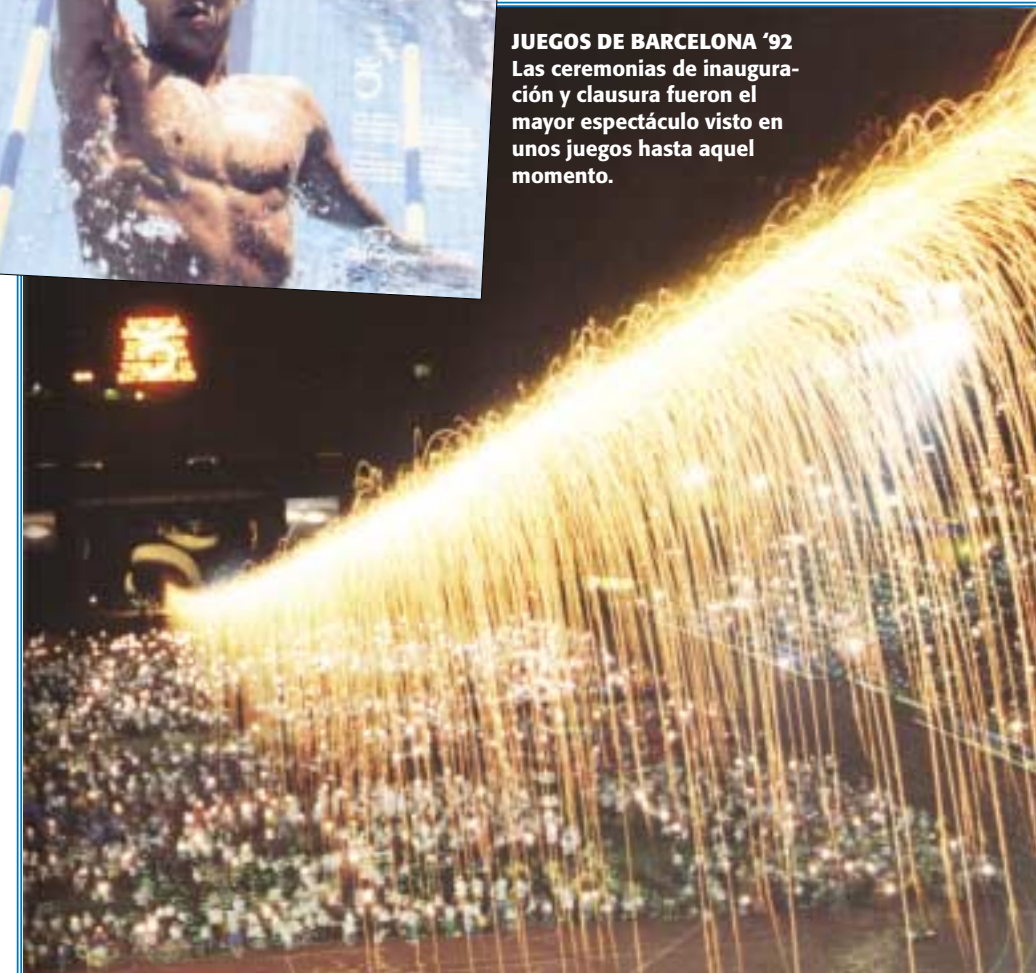 JUEGOS DE BARCELONA ‘92
Las ceremonias de inaugura-
ción y clausura fueron el
mayor espectáculo visto en
unos juegos hasta aquel
momento.